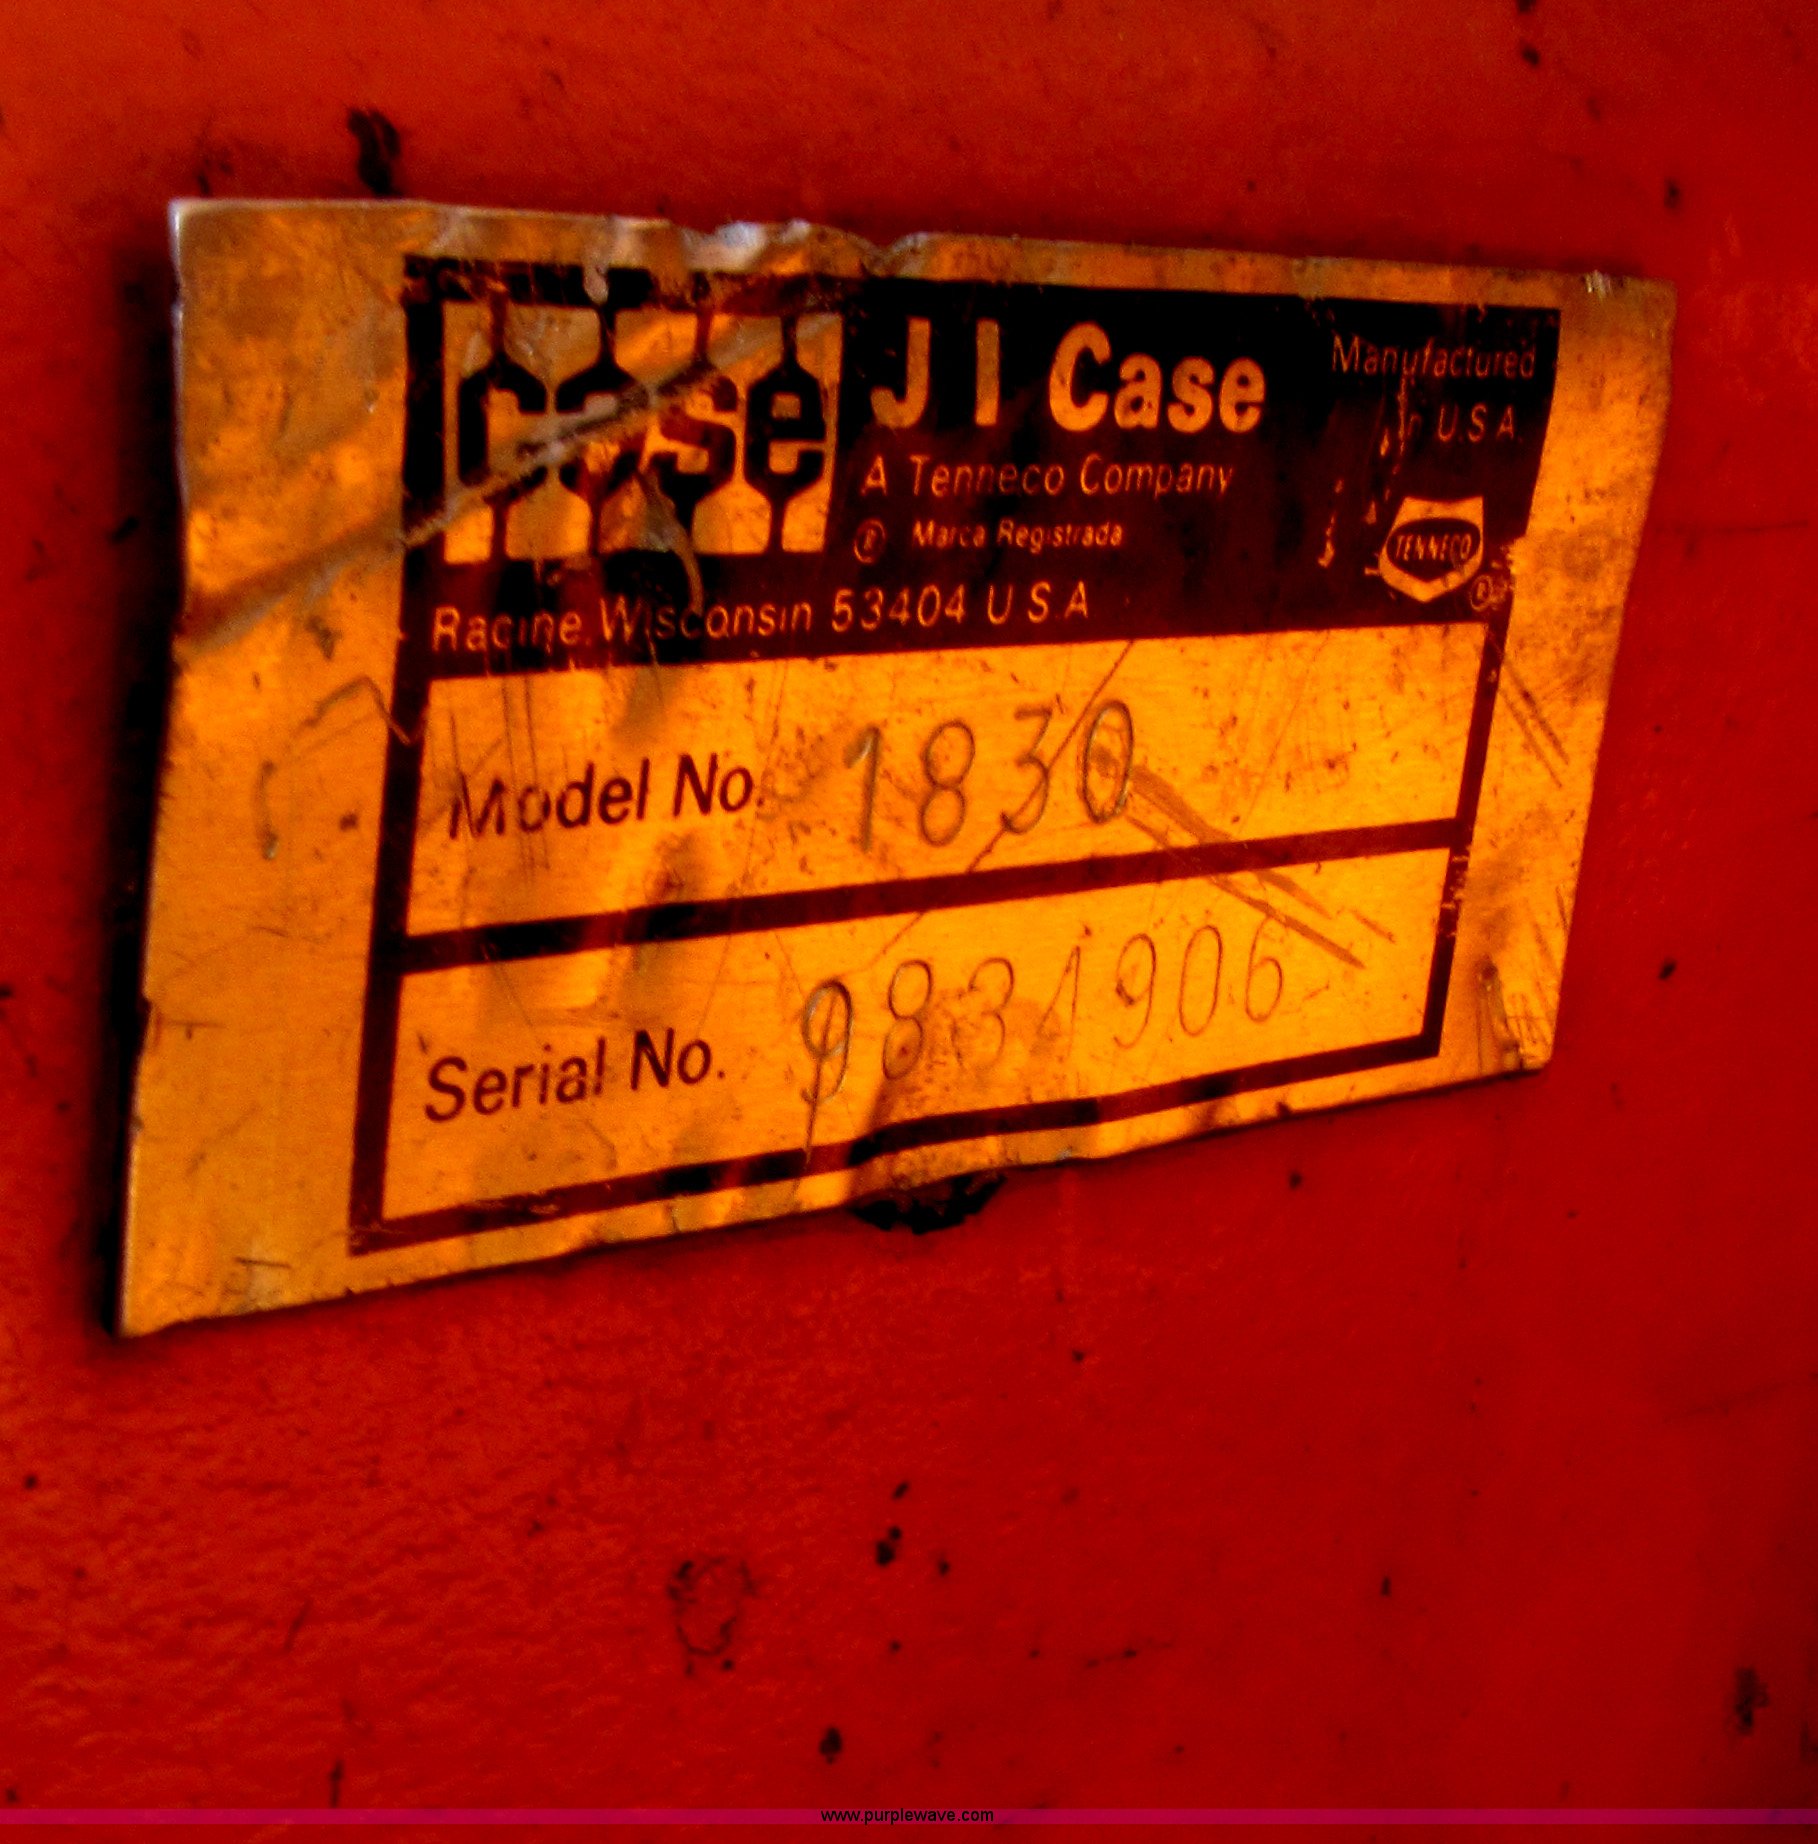 case
J I Case
Manufactured
in U.S.A.
A Tenneco Company
® Marca Registrada
TENNECO ®
Racine, Wisconsin 53404 U S A
Model No. 1830
Serial No. 9831906
www.purplewave.com